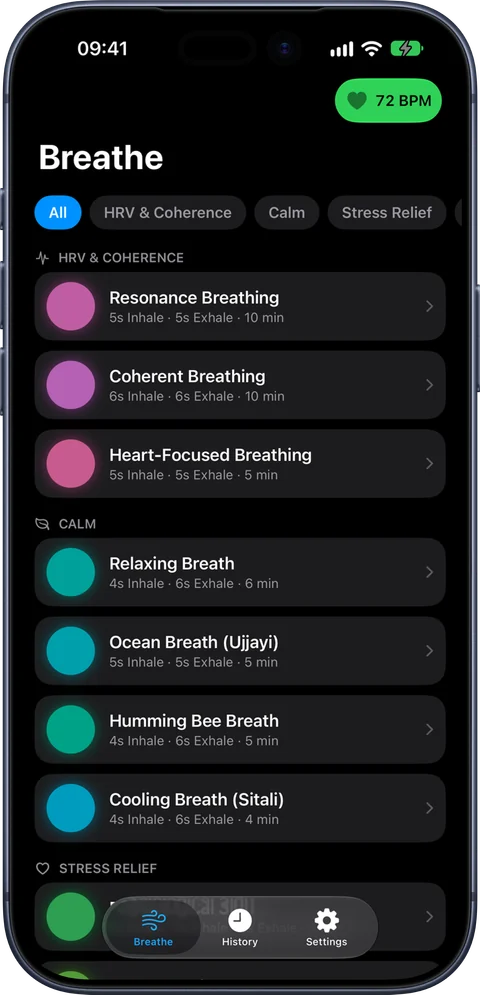 09:41
72 BPM
Breathe
All
HRV & Coherence
Calm
Stress Relief
HRV & COHERENCE
Resonance Breathing
5s Inhale · 5s Exhale · 10 min
Coherent Breathing
6s Inhale · 6s Exhale · 10 min
Heart-Focused Breathing
5s Inhale · 5s Exhale · 5 min
CALM
Relaxing Breath
4s Inhale · 6s Exhale · 6 min
Ocean Breath (Ujjayi)
5s Inhale · 5s Exhale · 5 min
Humming Bee Breath
4s Inhale · 6s Exhale · 5 min
Cooling Breath (Sitali)
4s Inhale · 6s Exhale · 4 min
STRESS RELIEF
Breathe
History
Settings